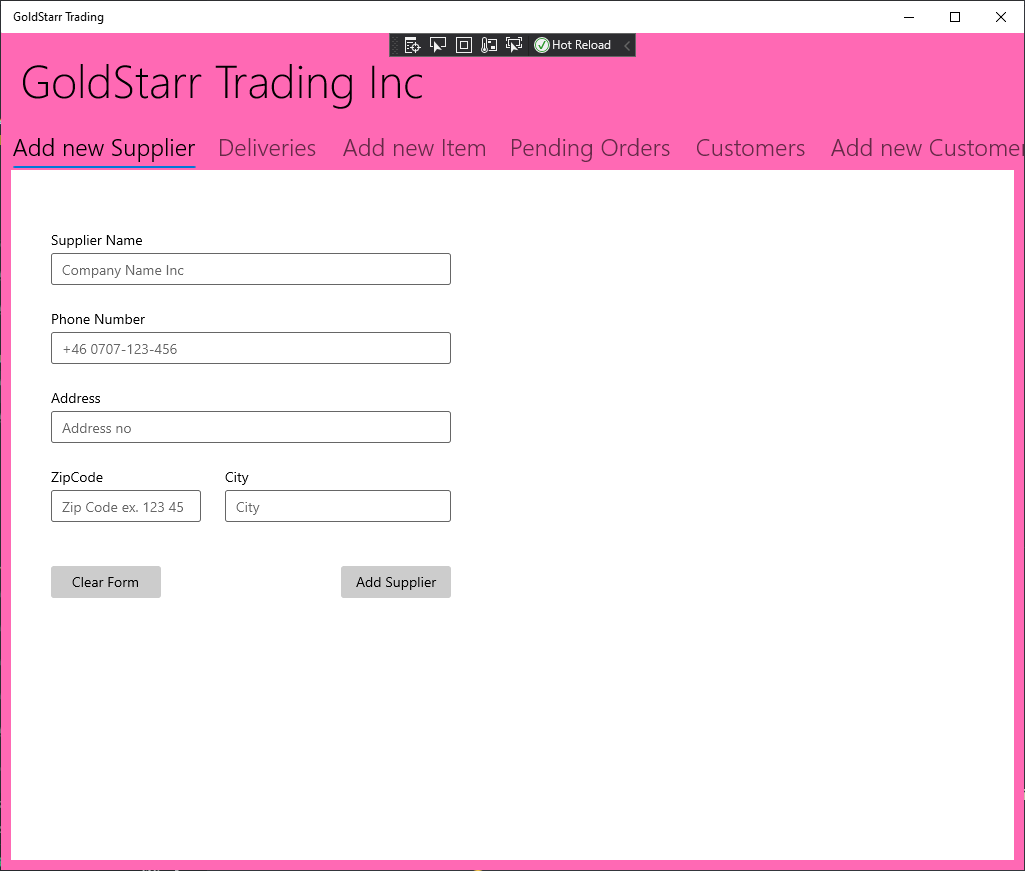 GoldStarr Trading
Hot Reload
GoldStarr Trading Inc
Add new Supplier Deliveries Add new Item Pending Orders Customers Add new Customer
Supplier Name
Company Name Inc
Phone Number
+46 0707-123-456
Address
Address no
ZipCode City
Zip Code ex. 123 45 City
Clear Form Add Supplier